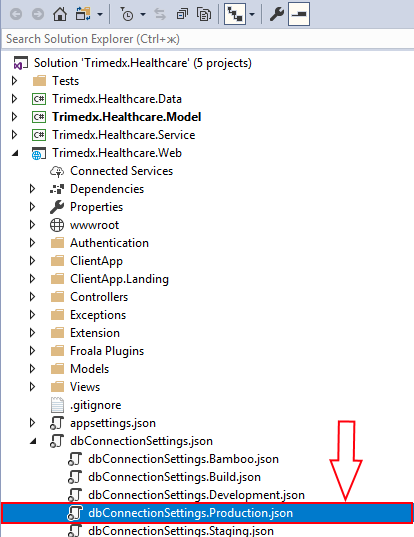 Search Solution Explorer (Ctrl+ж)
Solution 'Trimedx.Healthcare' (5 projects)
Tests
C# Trimedx.Healthcare.Data
C# Trimedx.Healthcare.Model
C# Trimedx.Healthcare.Service
Trimedx.Healthcare.Web
Connected Services
Dependencies
Properties
wwwroot
Authentication
ClientApp
ClientApp.Landing
Controllers
Exceptions
Extension
Froala Plugins
Models
Views
.gitignore
appsettings.json
dbConnectionSettings.json
dbConnectionSettings.Bamboo.json
dbConnectionSettings.Build.json
dbConnectionSettings.Development.json
dbConnectionSettings.Production.json
dbConnectionSettings.Staging.json